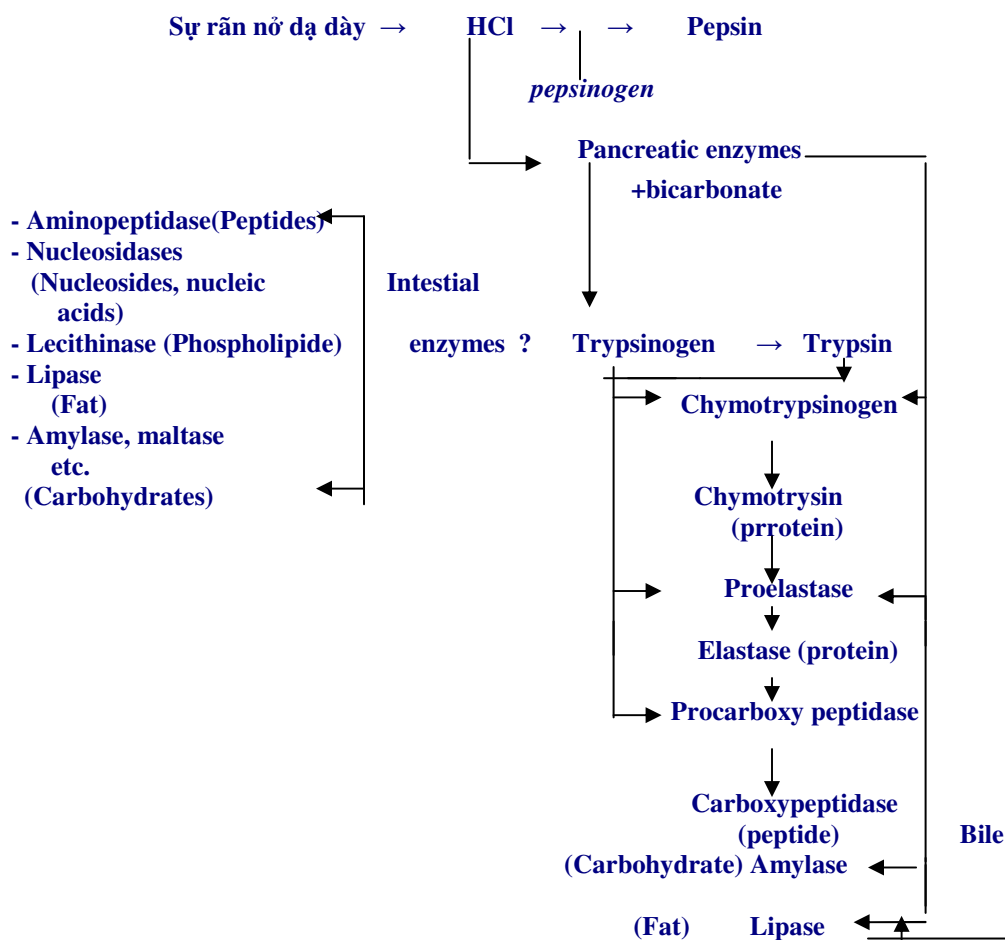 Sự rãn nở dạ dày → HCl → → Pepsin
pepsinogen
Pancreatic enzymes
+bicarbonate
- Aminopeptidase(Peptides)
- Nucleosidases
(Nucleosides, nucleic
acids)
- Lecithinase (Phospholipide)
- Lipase
(Fat)
- Amylase, maltase
etc.
(Carbohydrates)
Intestial
enzymes ?
Trypsinogen → Trypsin
Chymotrypsinogen
Chymotrysin
(prrotein)
Proelastase
Elastase (protein)
Procarboxy peptidase
Carboxypeptidase
(peptide)
Bile
(Carbohydrate) Amylase
(Fat) Lipase